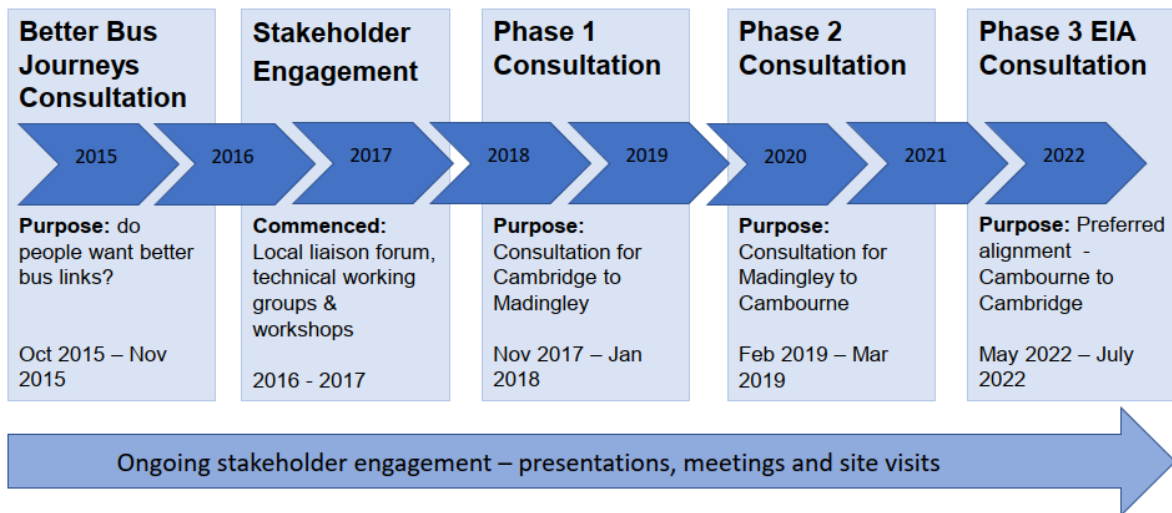 Better Bus
Journeys
Consultation
Stakeholder
Engagement
Phase 1
Consultation
Phase 2
Consultation
Phase 3 EIA
Consultation
2015
2016
2017
2018
2019
2020
2021
2022
Purpose: do
people want better
bus links?
Oct 2015 – Nov
2015
Commenced:
Local liaison forum,
technical working
groups &
workshops
2016 - 2017
Purpose:
Consultation for
Cambridge to
Madingley
Nov 2017 – Jan
2018
Purpose:
Consultation for
Madingley to
Cambourne
Feb 2019 – Mar
2019
Purpose: Preferred
alignment -
Cambourne to
Cambridge
May 2022 – July
2022
Ongoing stakeholder engagement – presentations, meetings and site visits